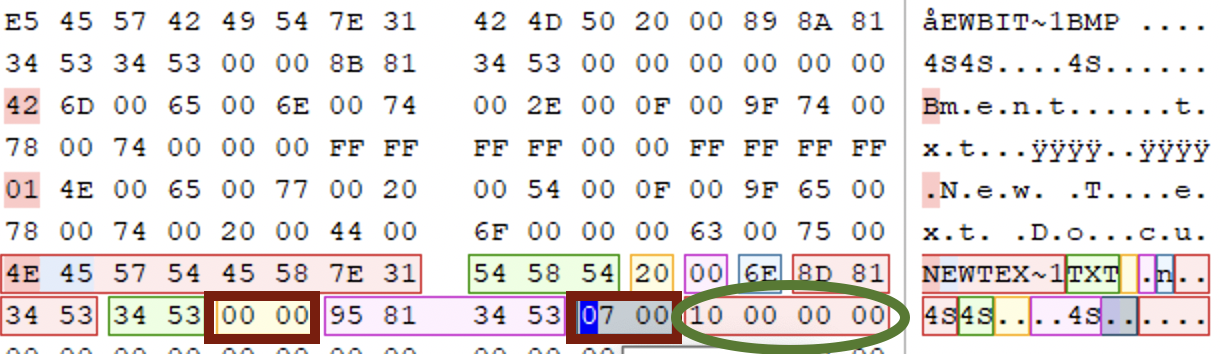 E5 45 57 42 49 54 7E 31 42 4D 50 20 00 89 8A 81 åEWBIT~1BMP ....
34 53 34 53 00 00 8B 81 34 53 00 00 00 00 00 00 4S4S....4S......
42 6D 00 65 00 6E 00 74 00 2E 00 0F 00 9F 74 00 Bm.e.n.t......t.
78 00 74 00 00 00 FF FF FF FF 00 00 FF FF FF FF x.t...ÿÿÿÿ..ÿÿÿÿ
01 4E 00 65 00 77 00 20 00 54 00 0F 00 9F 65 00 .N.e.w. .T....e.
78 00 74 00 20 00 44 00 6F 00 00 00 63 00 75 00 x.t. .D.o...c.u.
4E 45 57 54 45 58 7E 31 54 58 54 20 00 6E 8D 81 NEWTEX~1TXT .n..
34 53 34 53 00 00 95 81 34 53 07 00 10 00 00 00 4S4S....4S......